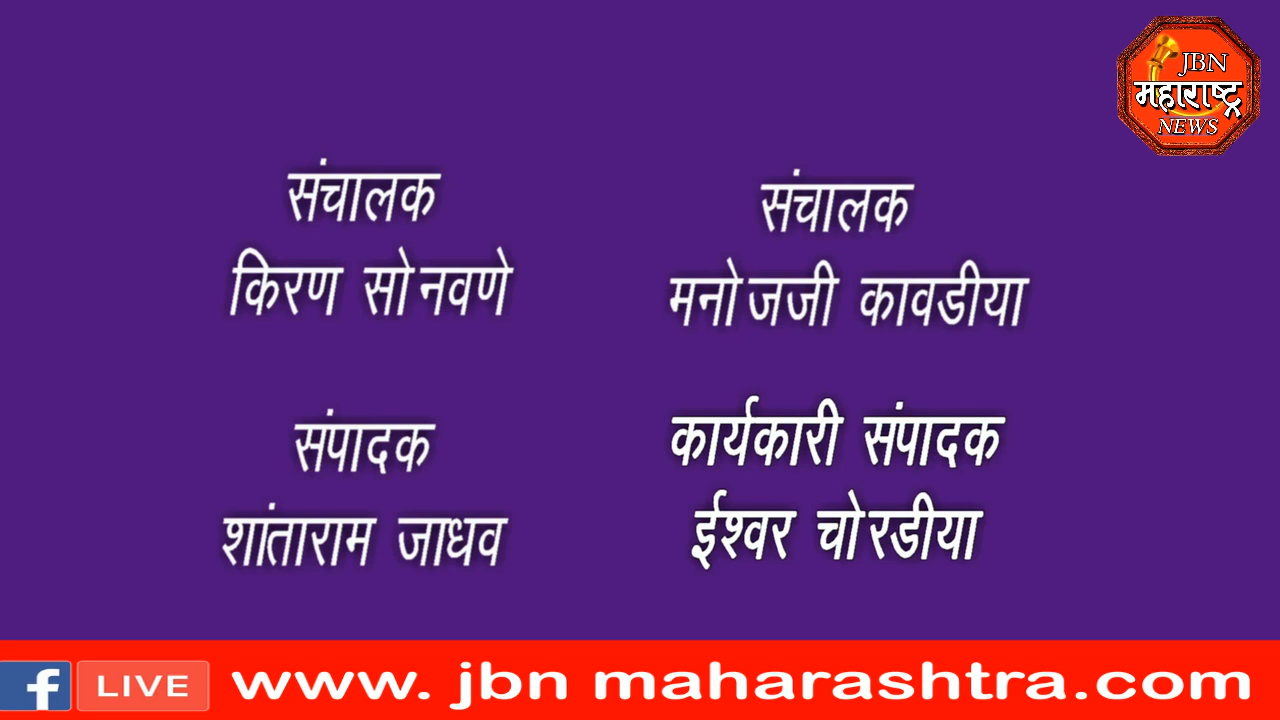 JBN
महाराष्ट्र
NEWS
संचालक
किरण सोनवणे
संचालक
मनोजजी कावडीया
संपादक
शांताराम जाधव
कार्यकारी संपादक
ईश्वर चोरडीया
f LIVE www. jbn maharashtra.com